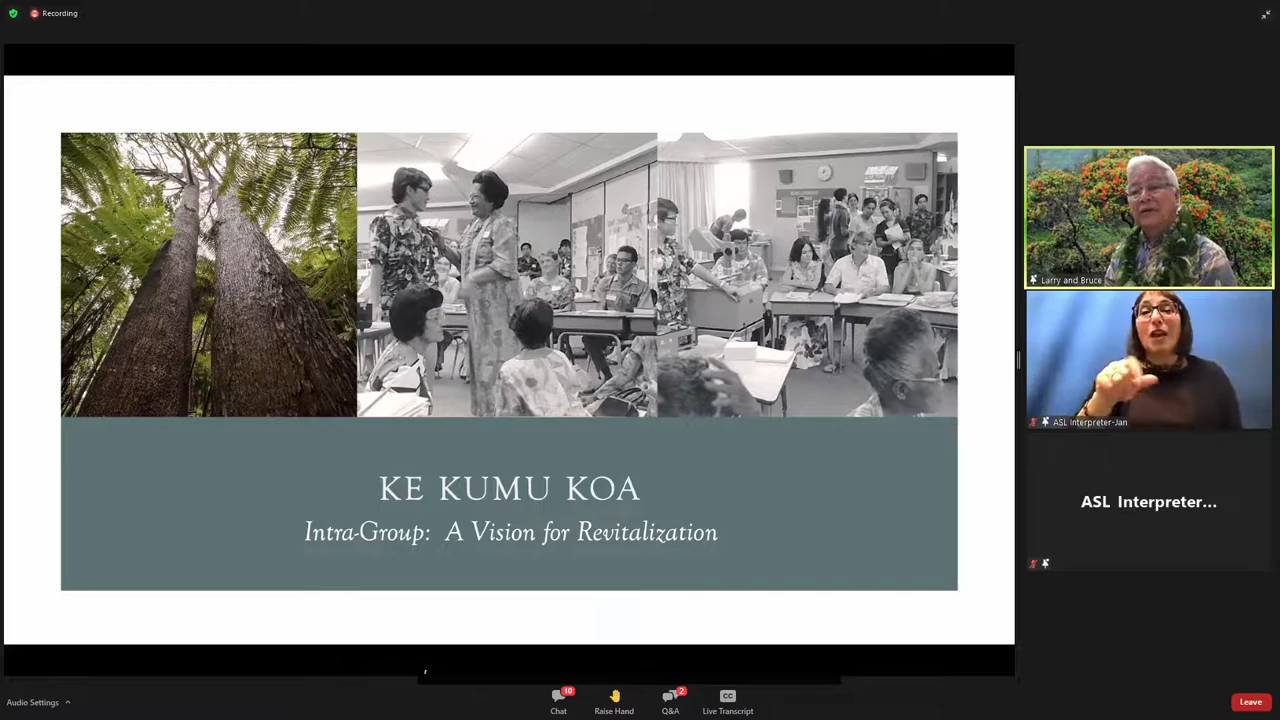 Recording
KE KUMU KOA
Intra-Group: A Vision for Revitalization
Larry and Bruce
ASL Interpreter-Jan
ASL Interpreter...
Audio Settings
10
Chat
Raise Hand
2
Q&A
CC
Live Transcript
Leave